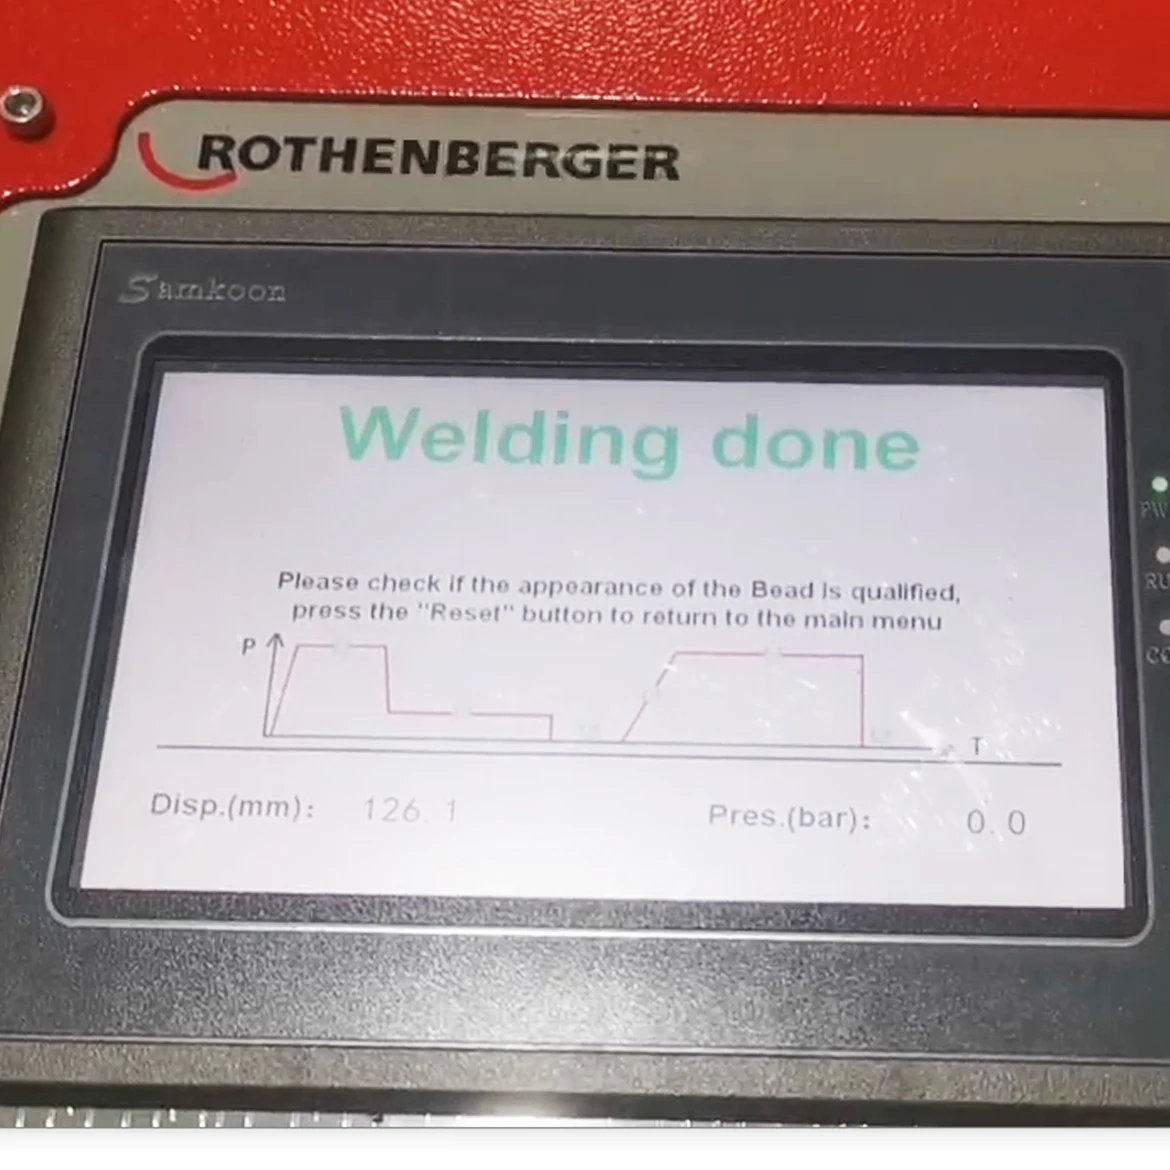 ROTHENBERGER
Samkoon
Welding done
Please check if the appearance of the Bead is qualified,
press the "Reset" button to return to the main menu
P
T
Disp.(mm): 126.1
Pres.(bar): 0.0